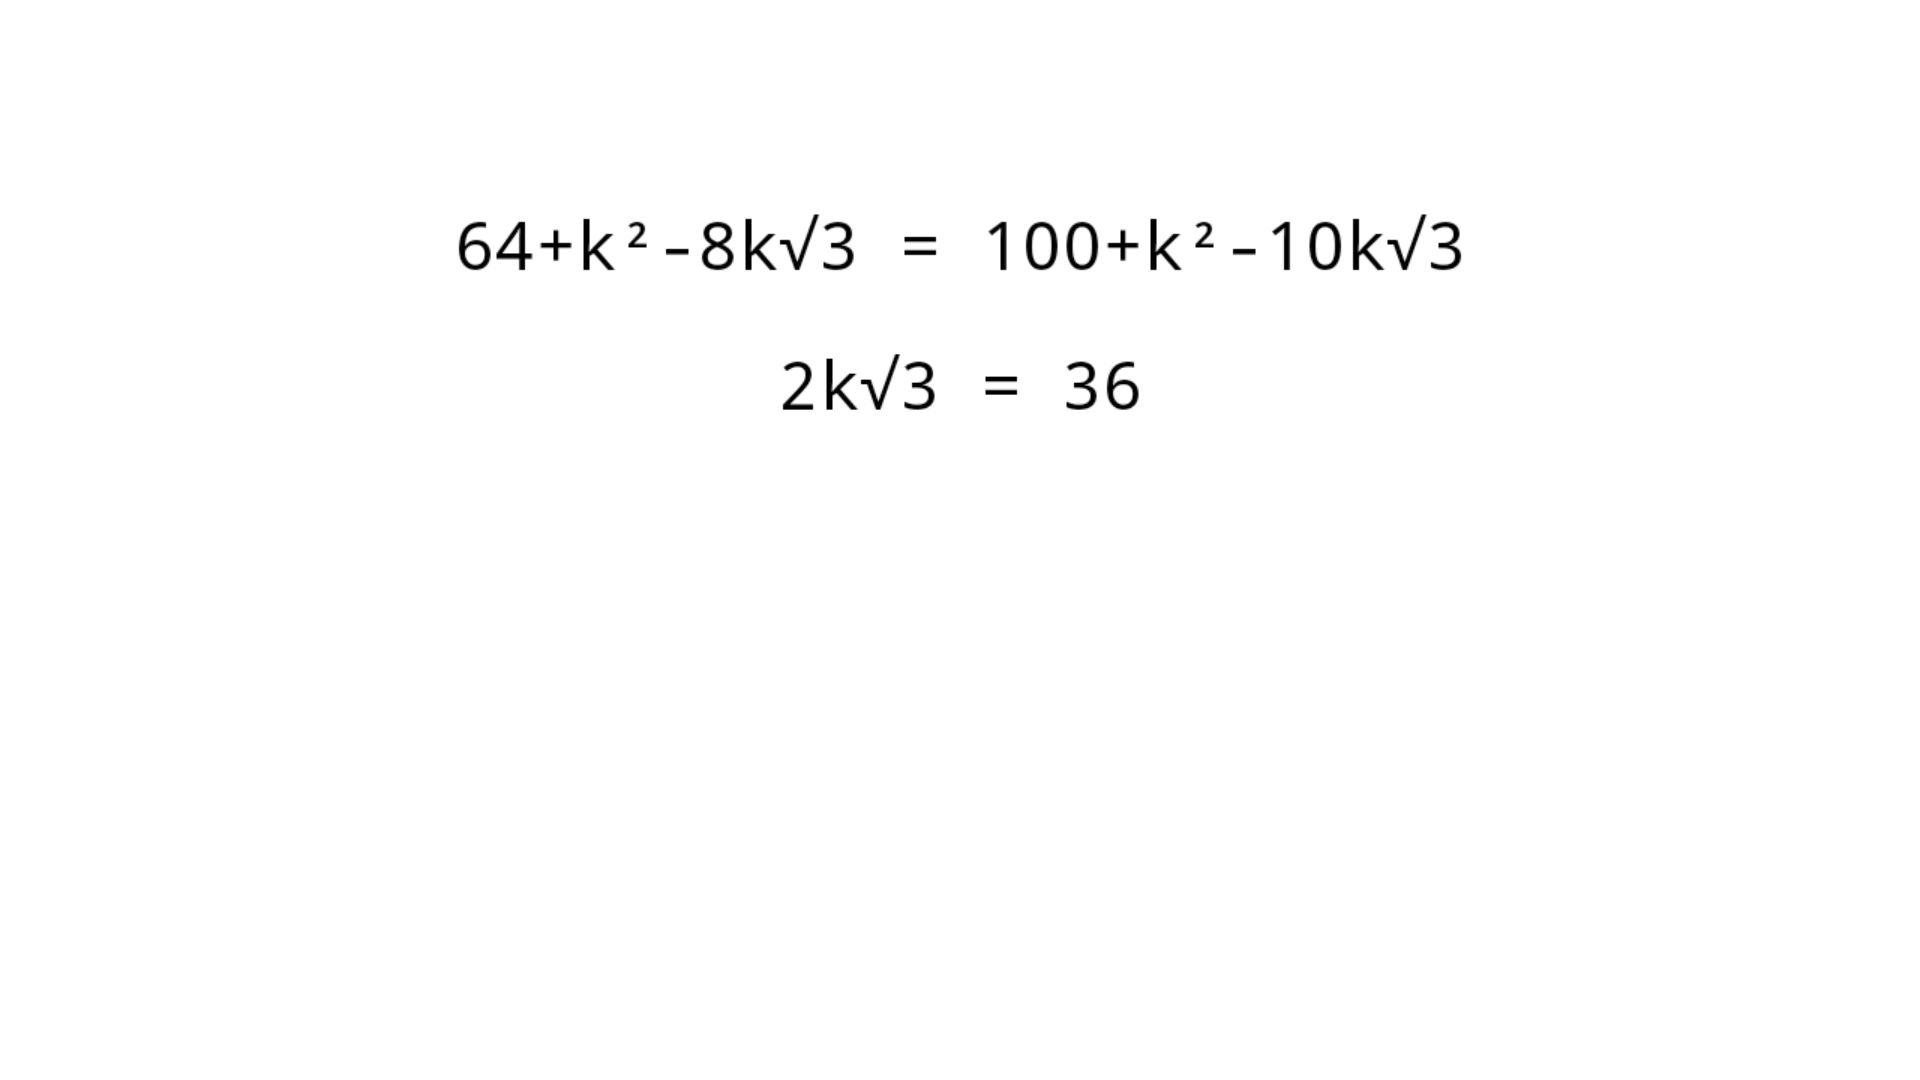 64+k²-8k√3 = 100+k²-10k√3
2k√3 = 36